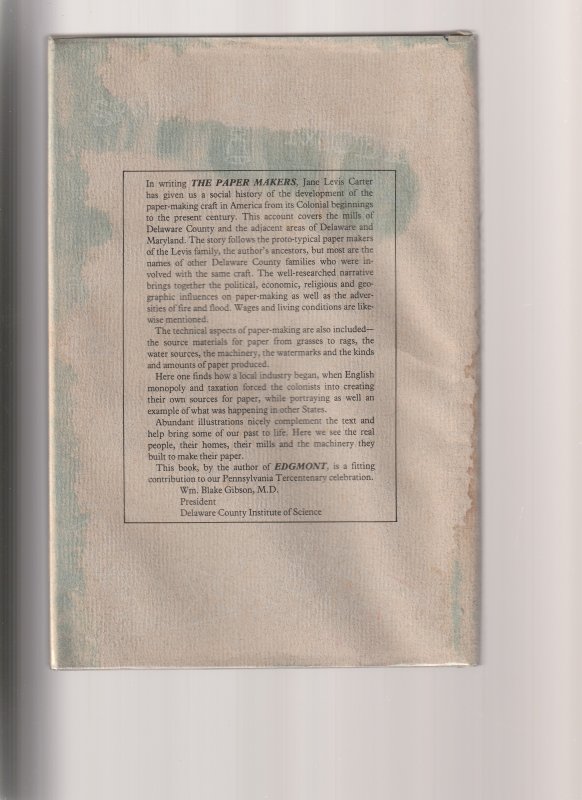 In writing THE PAPER MAKERS, Jane Levis Carter
has given us a social history of the development of the
paper-making craft in America from its Colonial beginnings
to the present century. This account covers the mills of
Delaware County and the adjacent areas of Delaware and
Maryland. The story follows the proto-typical paper makers
of the Levis family, the author's ancestors, but most are the
names of other Delaware County families who were in-
volved with the same craft. The well-researched narrative
brings together the political, economic, religious and geo-
graphic influences on paper-making as well as the adver-
sities of fire and flood. Wages and living conditions are like-
wise mentioned.
The technical aspects of paper-making are also included—
the source materials for paper from grasses to rags, the
water sources, the machinery, the watermarks and the kinds
and amounts of paper produced.
Here one finds how a local industry began, when English
monopoly and taxation forced the colonists into creating
their own sources for paper, while portraying as well an
example of what was happening in other States.
Abundant illustrations nicely complement the text and
help bring some of our past to life. Here we see the real
people, their homes, their mills and the machinery they
built to make their paper.
This book, by the author of EDGMONT, is a fitting
contribution to our Pennsylvania Tercentenary celebration.
Wm. Blake Gibson, M.D.
President
Delaware County Institute of Science